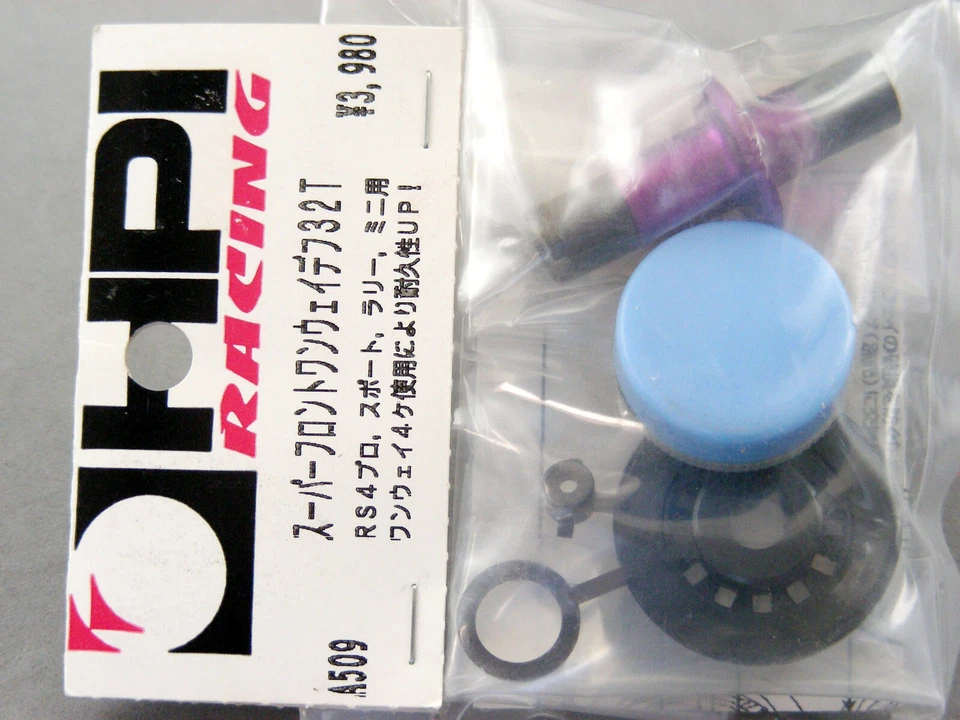 HPI
RACING
A509
¥3,980
スーパーフロントワンウェイデフ32T
RS4プロ, スポート, ラリー, ミニ用
ワンウェイ4ケ使用により耐久性UP!